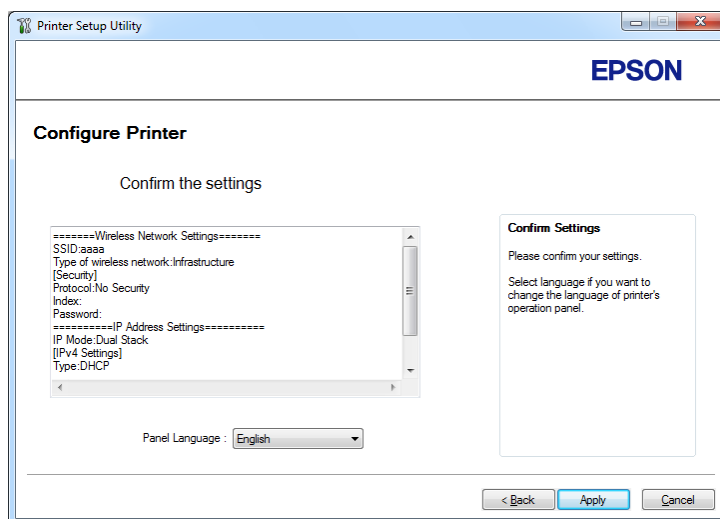 Printer Setup Utility
EPSON
Configure Printer
Confirm the settings
=======Wireless Network Settings=======
SSID:aaaa
Type of wireless network:Infrastructure
[Security]
Protocol:No Security
Index:
Password:
==========IP Address Settings==========
IP Mode:Dual Stack
[IPv4 Settings]
Type:DHCP
Confirm Settings
Please confirm your settings.
Select language if you want to
change the language of printer's
operation panel.
Panel Language : English
< Back Apply Cancel